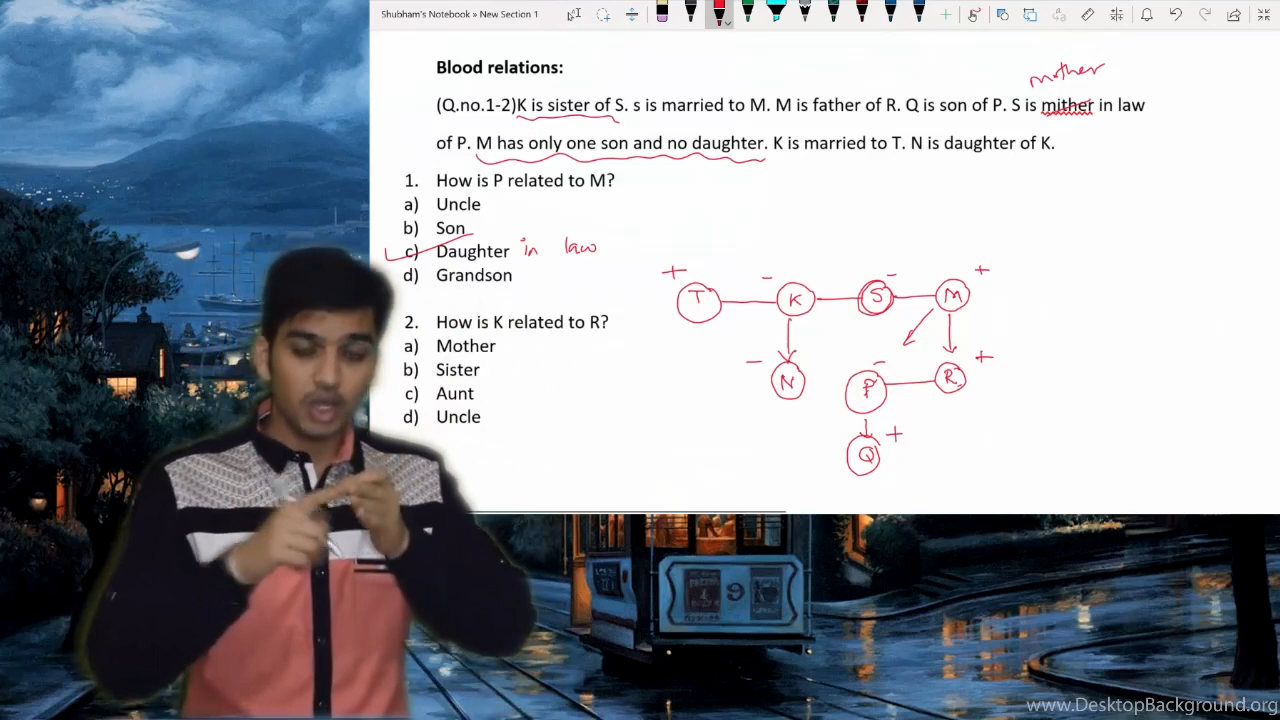 Shubham's Notebook » New Section 1
Blood relations:
mother
(Q.no.1-2)K is sister of S. s is married to M. M is father of R. Q is son of P. S is mither in law
of P. M has only one son and no daughter. K is married to T. N is daughter of K.
1. How is P related to M?
a) Uncle
b) Son
c) Daughter in law
d) Grandson
2. How is K related to R?
a) Mother
b) Sister
c) Aunt
d) Uncle
+ - - +
T K S M
- - +
N P R
+
Q
9
www.DesktopBackground.org